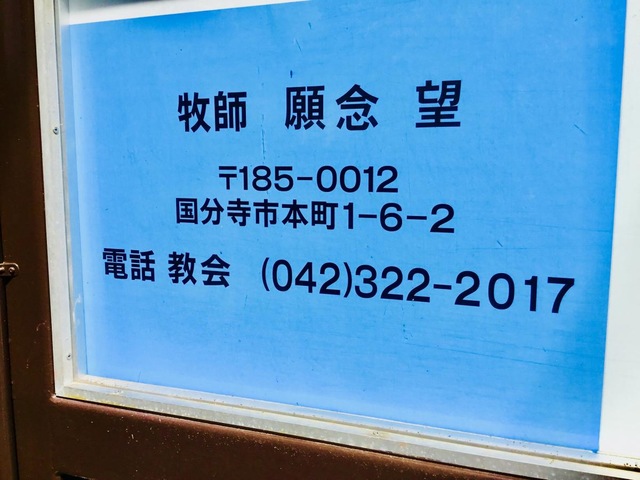 牧師 願念 望
〒185-0012
国分寺市本町1-6-2
電話 教会 (042)322-2017